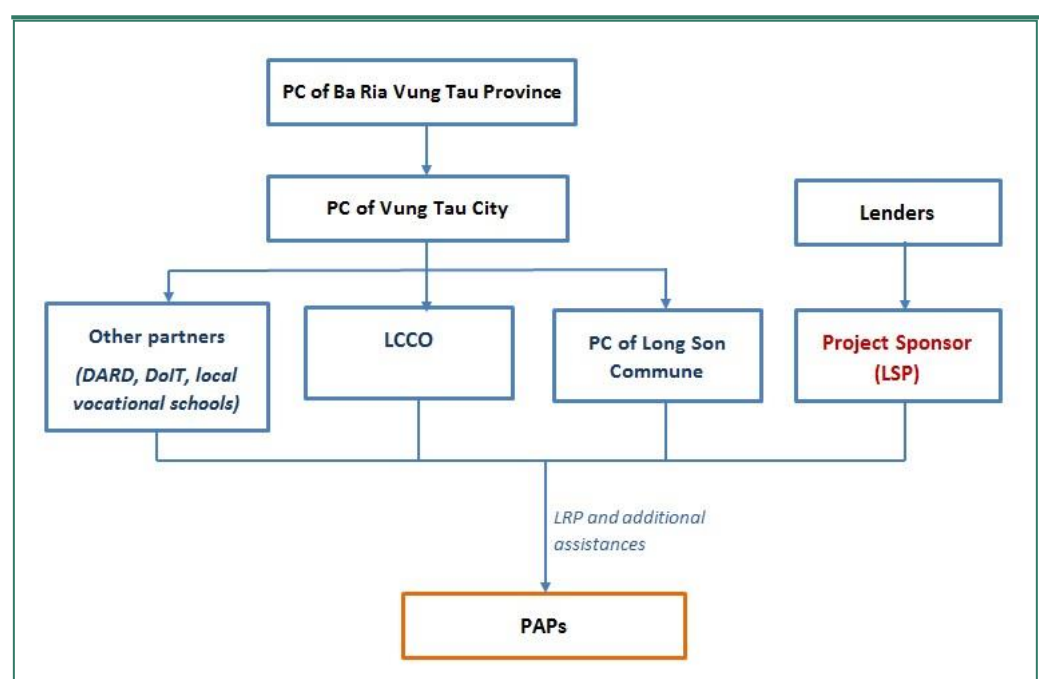 PC of Ba Ria Vung Tau Province
PC of Vung Tau City
Lenders
Other partners
(DARD, DoIT, local
vocational schools)
LCCO
PC of Long Son
Commune
Project Sponsor
(LSP)
LRP and additional
assistances
PAPs